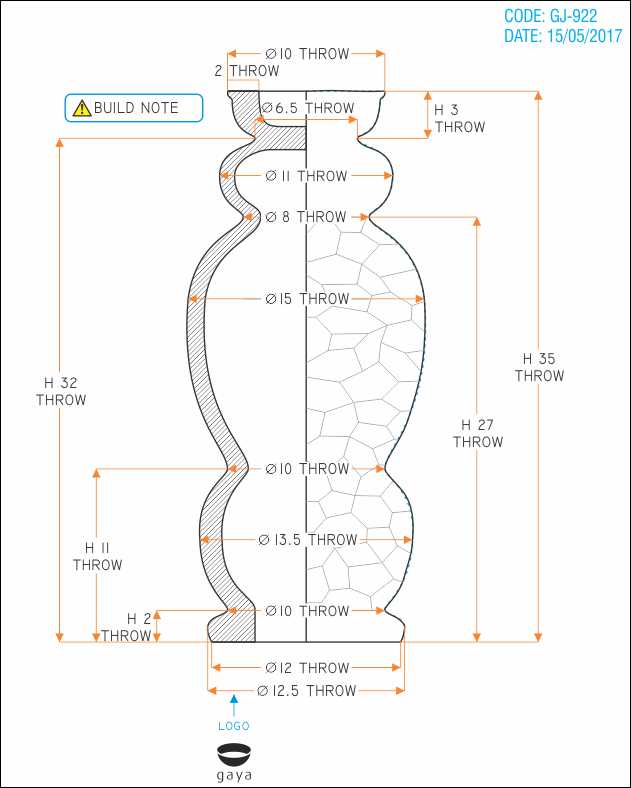 CODE: GJ-922
DATE: 15/05/2017
Ø10 THROW
2 THROW
BUILD NOTE
Ø6.5 THROW
H 3
THROW
Ø11 THROW
Ø8 THROW
Ø15 THROW
H 35
THROW
H 32
THROW
H 27
THROW
Ø10 THROW
Ø13.5 THROW
H 11
THROW
Ø10 THROW
H 2
THROW
Ø12 THROW
Ø12.5 THROW
LOGO
gaya